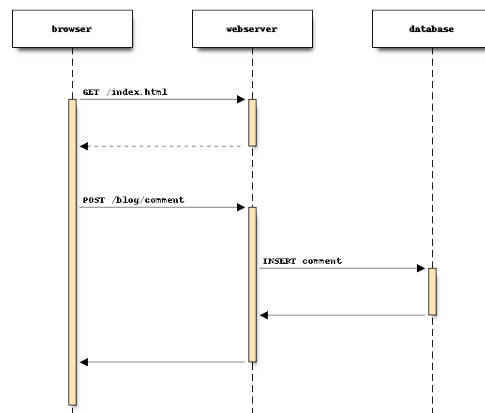 browser
webserver
database
GET /index.html
POST /blog/comment
INSERT comment